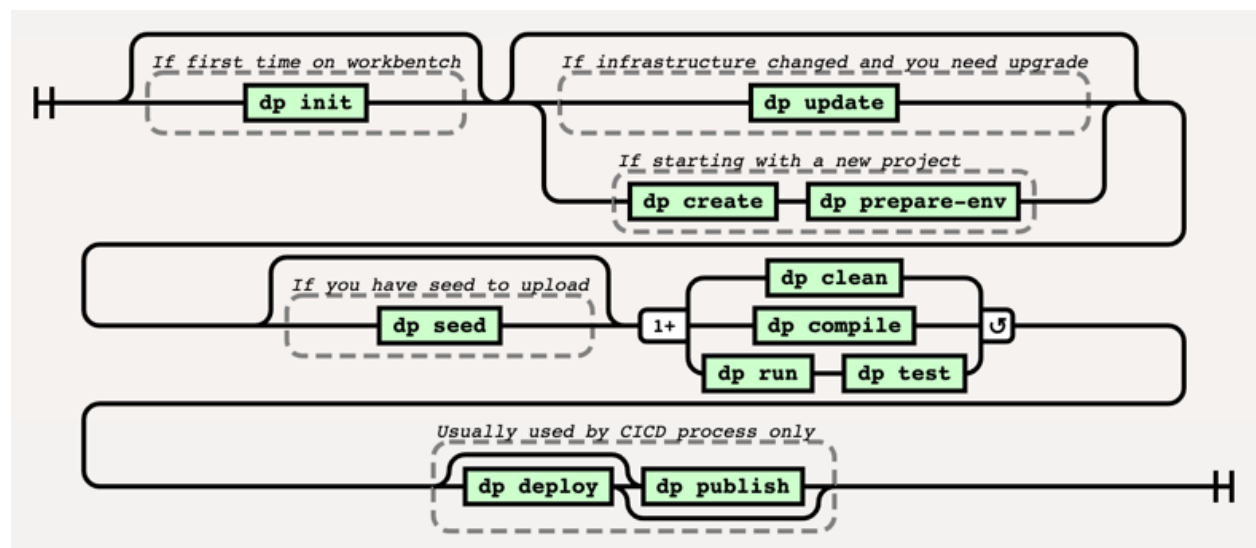 If first time on workbentch
dp init
If infrastructure changed and you need upgrade
dp update
If starting with a new project
dp create
dp prepare-env
If you have seed to upload
dp seed
1+
dp clean
dp compile
dp run
dp test
↺
Usually used by CICD process only
dp deploy
dp publish